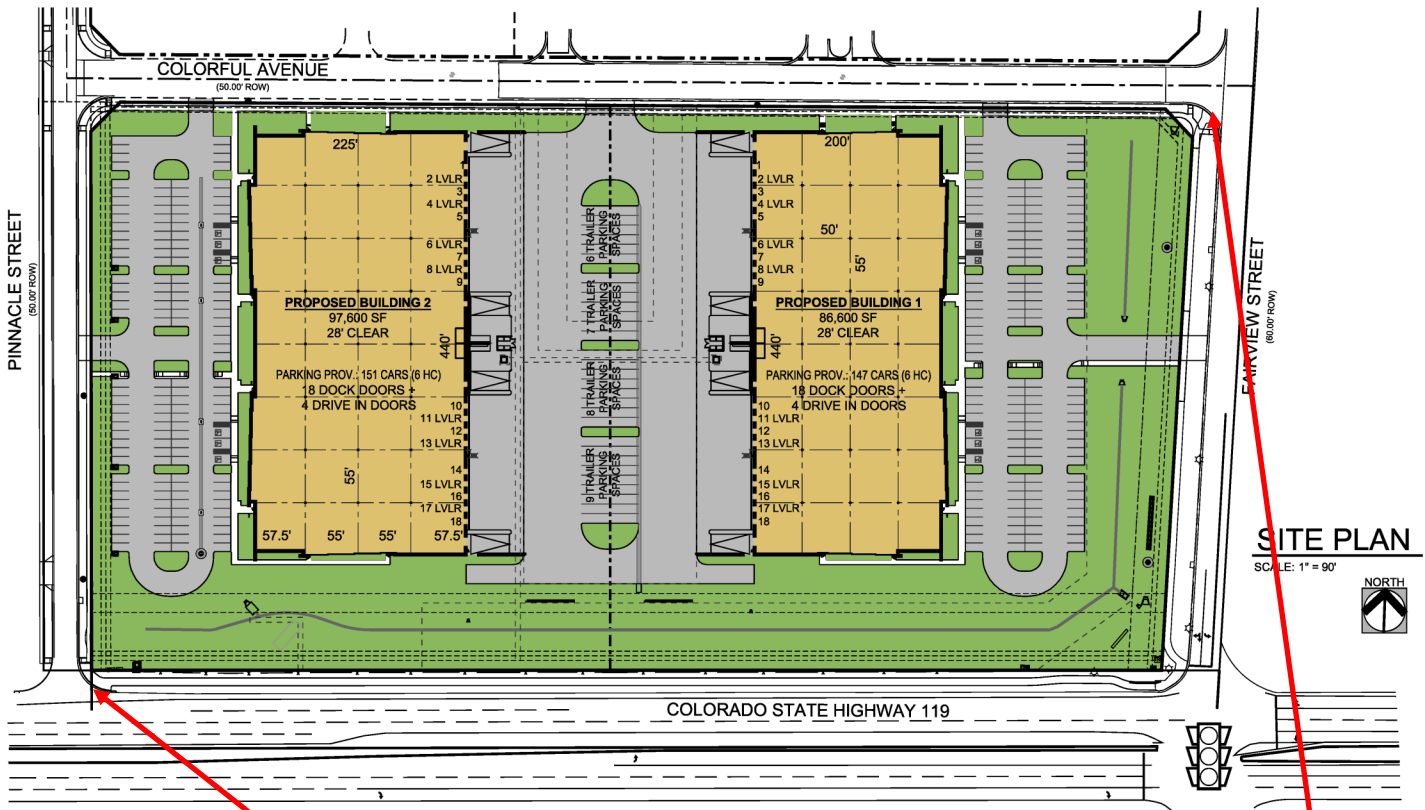 COLORFUL AVENUE
(50.00' ROW)
PINNACLE STREET
(50.00' ROW)
225'
1
2 LVLR
3
4 LVLR
5
6 LVLR
7
8 LVLR
9
PROPOSED BUILDING 2
97,600 SF
28' CLEAR
440'
PARKING PROV.: 151 CARS (6 HC)
18 DOCK DOORS +
4 DRIVE IN DOORS
10
11 LVLR
12
13 LVLR
14
15 LVLR
16
17 LVLR
18
55'
57.5'
55'
55'
57.5'
6 TRAILER
PARKING
SPACES
7 TRAILER
PARKING
SPACES
8 TRAILER
PARKING
SPACES
9 TRAILER
PARKING
SPACES
200'
1
2 LVLR
3
4 LVLR
5
6 LVLR
7
8 LVLR
9
50'
55'
PROPOSED BUILDING 1
86,600 SF
28' CLEAR
440'
PARKING PROV.: 147 CARS (6 HC)
18 DOCK DOORS +
4 DRIVE IN DOORS
10
11 LVLR
12
13 LVLR
14
15 LVLR
16
17 LVLR
18
FAIRVIEW STREET
(60.00' ROW)
SITE PLAN
SCALE: 1" = 90'
NORTH
COLORADO STATE HIGHWAY 119